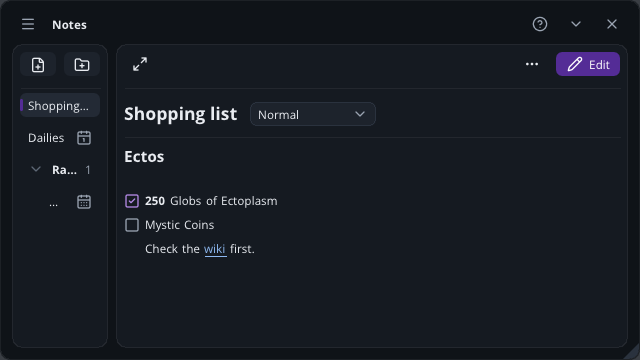 Notes
Edit
Shopping...
Dailies
Ra... 1
...
Shopping list Normal
Ectos
250 Globs of Ectoplasm
Mystic Coins
Check the wiki first.